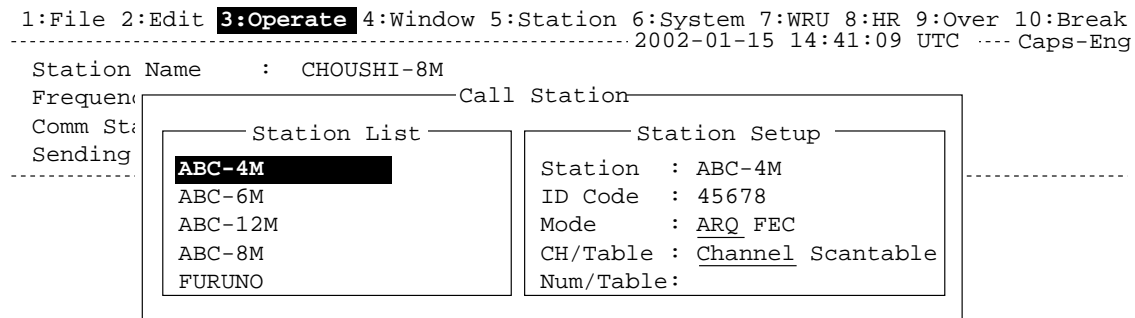 1:File 2:Edit 3:Operate 4:Window 5:Station 6:System 7:WRU 8:HR 9:Over 10:Break
2002-01-15 14:41:09 UTC Caps-Eng
Station Name : CHOUSHI-8M
Call Station
Comm
Sending
Station List
ABC-4M
ABC-6M
ABC-12M
ABC-8M
FURUNO
Station Setup
Station : ABC-4M
ID Code : 45678
Mode : ARQ FEC
CH/Table : Channel Scantable
Num/Table: